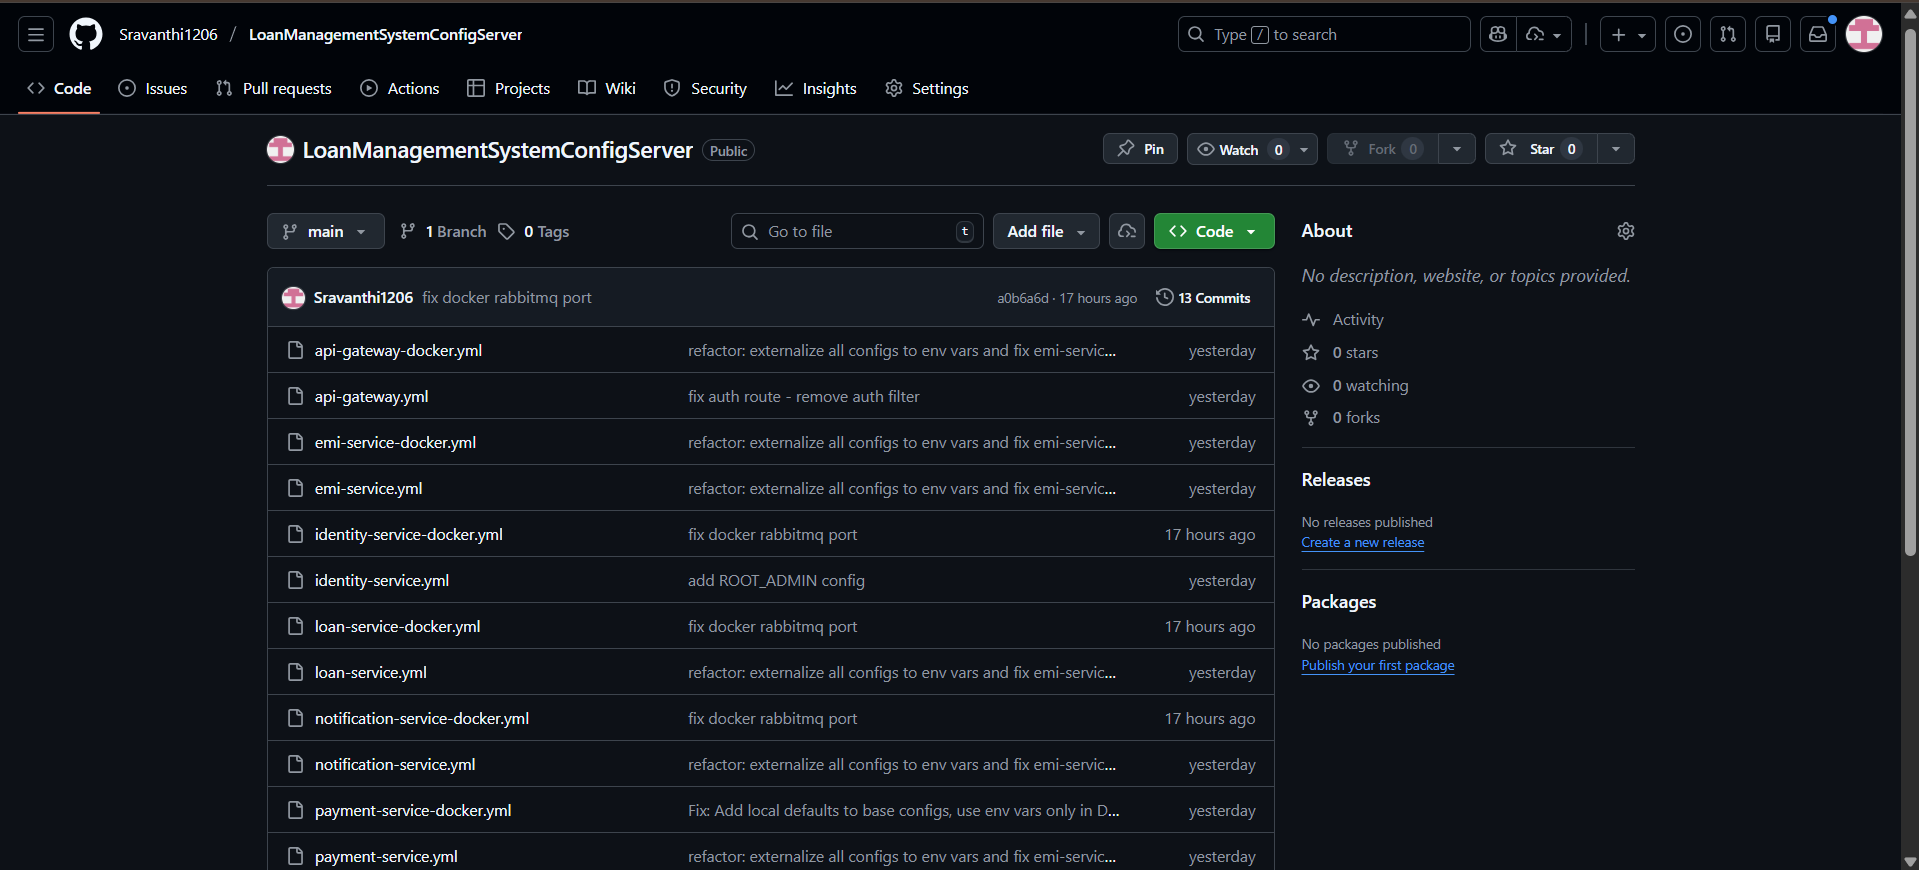 Sravanthi1206 / LoanManagementSystemConfigServer
Type / to search
Code Issues Pull requests Actions Projects Wiki Security Insights Settings
LoanManagementSystemConfigServer Public
Pin Watch 0 Fork 0 Star 0
main 1 Branch 0 Tags Go to file t Add file Code
Sravanthi1206 fix docker rabbitmq port a0b6a6d · 17 hours ago 13 Commits
api-gateway-docker.yml refactor: externalize all configs to env vars and fix emi-servic... yesterday
api-gateway.yml fix auth route - remove auth filter yesterday
emi-service-docker.yml refactor: externalize all configs to env vars and fix emi-servic... yesterday
emi-service.yml refactor: externalize all configs to env vars and fix emi-servic... yesterday
identity-service-docker.yml fix docker rabbitmq port 17 hours ago
identity-service.yml add ROOT_ADMIN config yesterday
loan-service-docker.yml fix docker rabbitmq port 17 hours ago
loan-service.yml refactor: externalize all configs to env vars and fix emi-servic... yesterday
notification-service-docker.yml fix docker rabbitmq port 17 hours ago
notification-service.yml refactor: externalize all configs to env vars and fix emi-servic... yesterday
payment-service-docker.yml Fix: Add local defaults to base configs, use env vars only in D... yesterday
payment-service.yml refactor: externalize all configs to env vars and fix emi-servic... yesterday
About
No description, website, or topics provided.
Activity
0 stars
0 watching
0 forks
Releases
No releases published
Create a new release
Packages
No packages published
Publish your first package